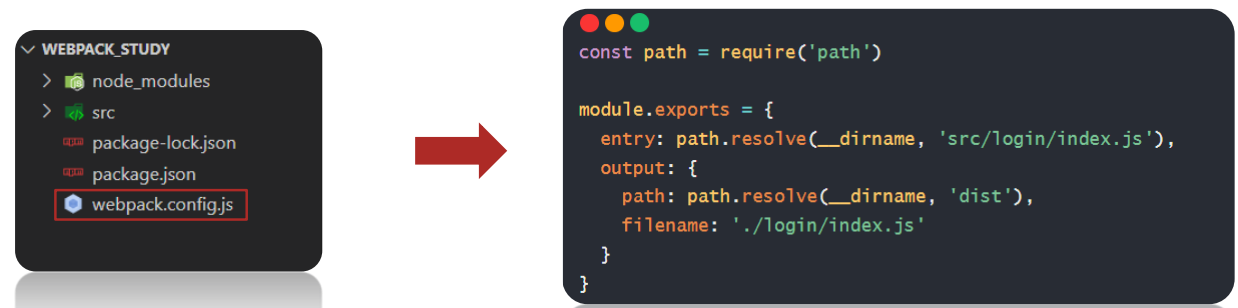 WEBPACK_STUDY
node_modules
src
package-lock.json
package.json
webpack.config.js
const path = require('path')
module.exports = {
  entry: path.resolve(__dirname, 'src/login/index.js'),
  output: {
    path: path.resolve(__dirname, 'dist'),
    filename: './login/index.js'
  }
}